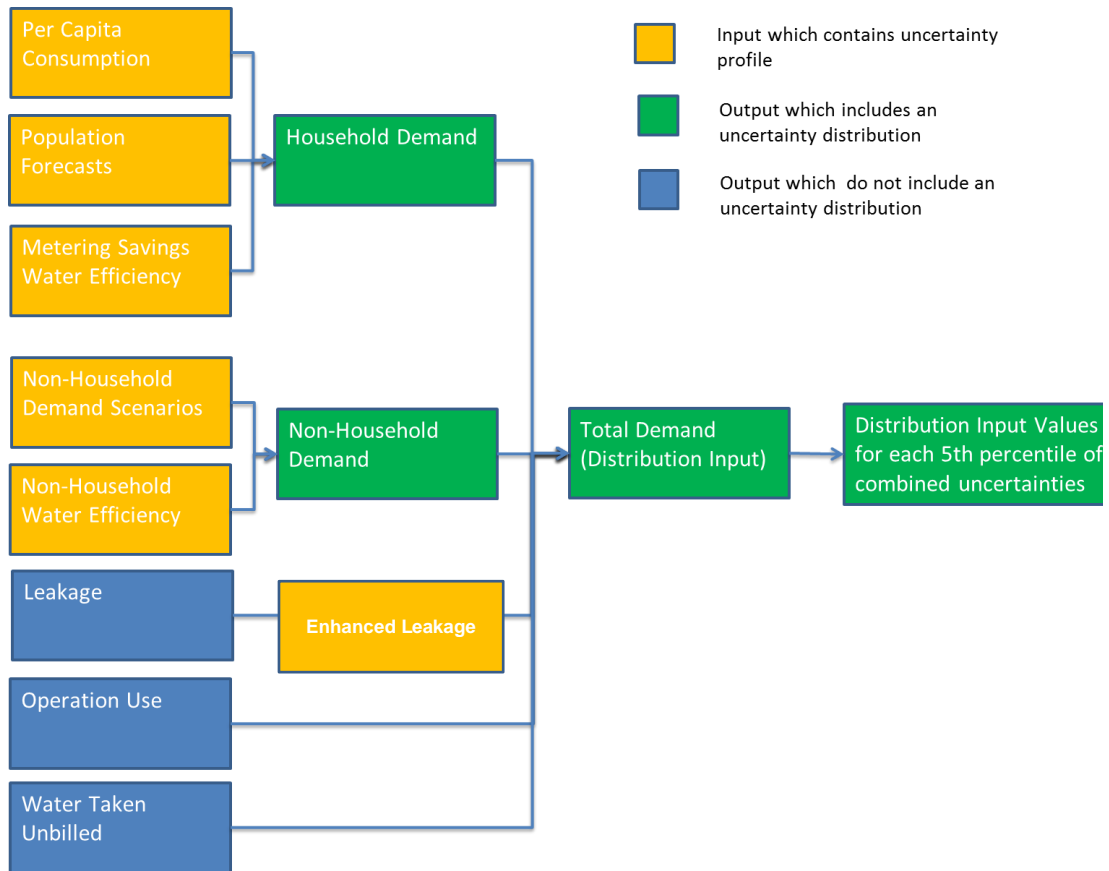 Per Capita
Consumption
Input which contains uncertainty
profile
Output which includes an
uncertainty distribution
Output which  do not include an
uncertainty distribution
Population
Forecasts
Household Demand
Metering Savings
Water Efficiency
Non-Household
Demand Scenarios
Non-Household
Water Efficiency
Non-Household
Demand
Total Demand
(Distribution Input)
Distribution Input Values
for each 5th percentile of
combined uncertainties
Leakage
Enhanced Leakage
Operation Use
Water Taken
Unbilled